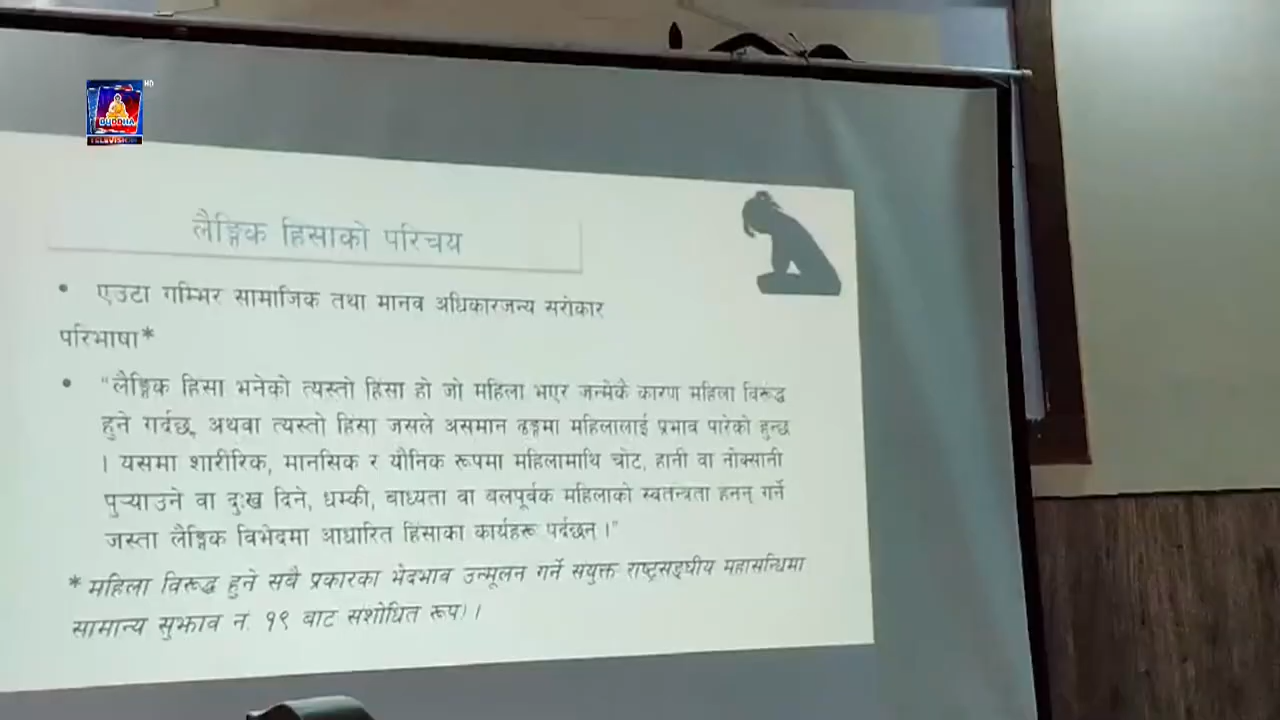 HD
BUDDHA
TELEVISION
लैङ्गिक हिंसाको परिचय
• एउटा गम्भिर सामाजिक तथा मानव अधिकारजन्य सरोकार
परिभाषा*
• "लैङ्गिक हिंसा भनेको त्यस्तो हिंसा हो जो महिला भएर जन्मेकै कारण महिला विरूद्ध
हुने गर्दछ, अथवा त्यस्तो हिंसा जसले असमान ढङ्गमा महिलालाई प्रभाव पारेको हुन्छ
। यसमा शारीरिक, मानसिक र यौनिक रूपमा महिलामाथि चोट, हानी वा नोक्सानी
पुर्‍याउने वा दुःख दिने, धम्की, बाध्यता वा बलपूर्वक महिलाको स्वतन्त्रता हनन् गर्ने
जस्ता लैङ्गिक विभेदमा आधारित हिंसाका कार्यहरू पर्दछन् ।"
* महिला विरूद्ध हुने सबै प्रकारका भेदभाव उन्मूलन गर्ने संयुक्त राष्ट्रसङ्घीय महासन्धिमा
सामान्य सुझाव नं. १९ बाट संशोधित रूप) ।